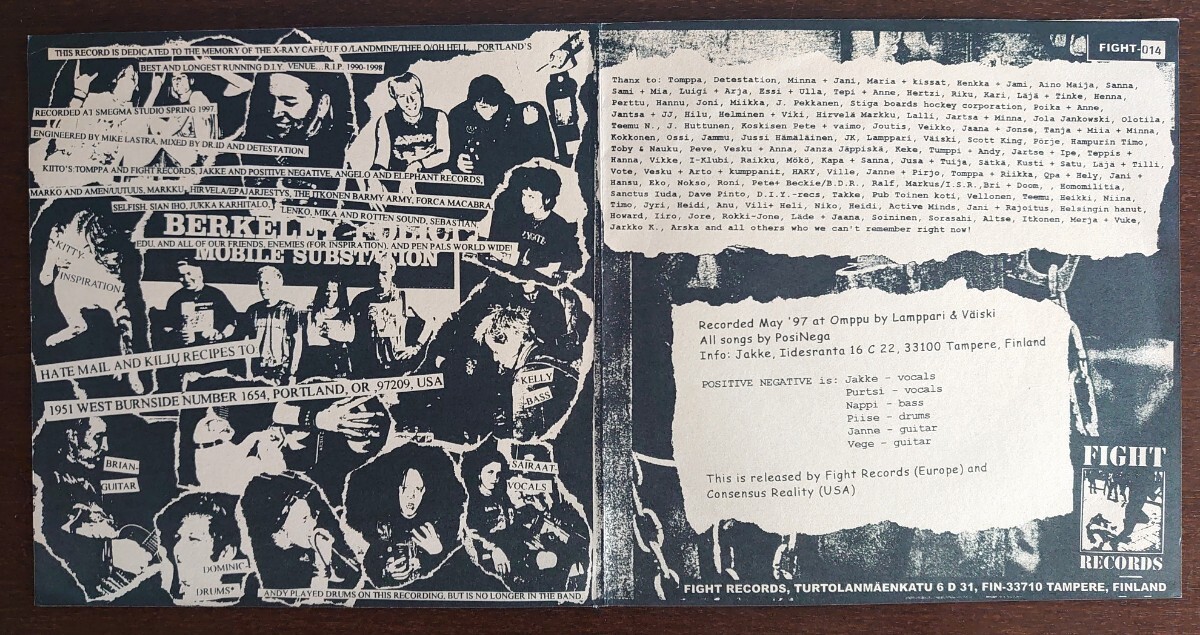 THIS RECORD IS DEDICATED TO THE MEMORY OF THE X-RAY CAFE/U.F.O/LANDMINE/THEE O/OH HELL... PORTLAND'S
BEST AND LONGEST RUNNING D.I.Y. VENUE... R.I.P. 1990-1998
RECORDED AT SMEGMA STUDIO SPRING 1997
ENGINEERED BY MIKE LASTRA, MIXED BY DR.ID AND DETESTATION
KIITO'S: TOMPPA AND FIGHT RECORDS, JAKKE AND POSITIVE NEGATIVE, ANGELO AND ELEPHANT RECORDS,
MARKO AND AMEN/UUTUUS, MARKKU, HIRVELA/EPAJARJESTYS, THE ITKONEN BARMY ARMY, FORCA MACABRA,
SELFISH, SIAN IHO, JUKKA KARHITALO, LENKO, MIKA AND ROTTEN SOUND, SEBASTIAN,
BERKELEY PUBLIC
EDU, AND ALL OF OUR FRIENDS, ENEMIES (FOR INSPIRATION), AND PEN PALS WORLD WIDE!
MOBILE SUBSTATION
KITTY-
INSPIRATION
HATE MAIL AND KILJU RECIPES TO
1951 WEST BURNSIDE NUMBER 1654, PORTLAND, OR ,97209, USA
KELLY
BASS
BRIAN-
GUITAR
SAIRAAT-
VOCALS
DOMINIC-
DRUMS*
ANDY PLAYED DRUMS ON THIS RECORDING, BUT IS NO LONGER IN THE BAND.
FIGHT-014
Thanx to: Tomppa, Detestation, Minna + Jani, Maria + kissat, Henkka + Jami, Aino Maija, Sanna,
Sami + Mia, Luigi + Arja, Essi + Ulla, Tepi + Anne, Hertzi, Riku, Kari, Läjä + Tinke, Henna,
Perttu, Hannu, Joni, Miikka, J. Pekkanen, Stiga boards hockey corporation, Poika + Anne,
Jantsa + JJ, Hilu, Helminen + Viki, Hirvelä Markku, Lalli, Jartsa + Minna, Jola Jankowski, Olotila,
Teemu N., J. Huttunen, Koskisen Pete + vaimo, Joutis, Veikko, Jaana + Jonse, Tanja + Miia + Minna,
Kokkonen, Ossi, Jammu, Jussi Hämäläinen, JK, Lamppari, Väiski, Scott King, Porje, Hampurin Timo,
Toby & Nauku, Peve, Vesku + Anna, Janza Jäppiskä, Keke, Tumppi + Andy, Jartse + Ipe, Teppis +
Hanna, Vikke, I-Klubi, Raikku, Mökö, Kapa + Sanna, Jusa + Tuija, Satka, Kusti + Satu, Laja + Tilli,
Vote, Vesku + Arto + kumppanit, HAKY, Ville, Janne + Pirjo, Tomppa + Riikka, Qpa + Hely, Jani +
Hansu, Eko, Nokso, Roni, Pete+ Beckie/B.D.R., Ralf, Markus/I.S.R.,Bri + Doom, , Homomilitia,
Sanctus Iuda, Dave Pinto, D.I.Y.-recs, Takke, Pub Toinen koti, Vellonen, Teemu, Heikki, Niina,
Timo, Jyri, Heidi, Anu, Vili+ Heli, Niko, Heidi, Active Minds, Jani + Rajoitus, Helsingin hanut,
Howard, Iiro, Jore, Rokki-Jone, Läde + Jaana, Soininen, Sorasahi, Altse, Itkonen, Merja + Vuke,
Jarkko K., Arska and all others who we can't remember right now!
Recorded May '97 at Omppu by Lamppari & Väiski
All songs by PosiNega
Info: Jakke, Iidesranta 16 C 22, 33100 Tampere, Finland
POSITIVE NEGATIVE is: Jakke - vocals
Purtsi - vocals
Nappi - bass
Piise - drums
Janne - guitar
Vege - guitar
This is released by Fight Records (Europe) and
Consensus Reality (USA)
FIGHT
RECORDS
FIGHT RECORDS, TURTOLANMÄENKATU 6 D 31, FIN-33710 TAMPERE, FINLAND